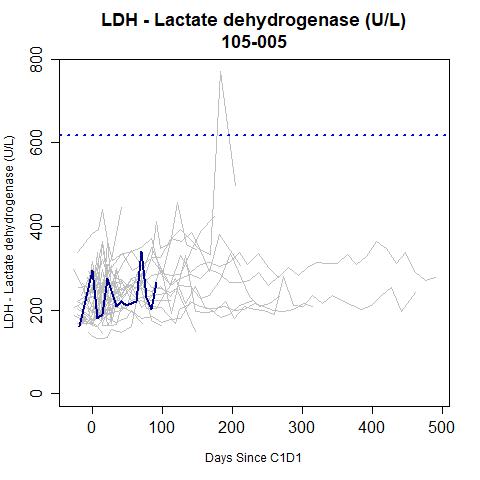 LDH - Lactate dehydrogenase (U/L)
105-005
LDH - Lactate dehydrogenase (U/L)
800
600
400
200
0
0 100 200 300 400 500
Days Since C1D1